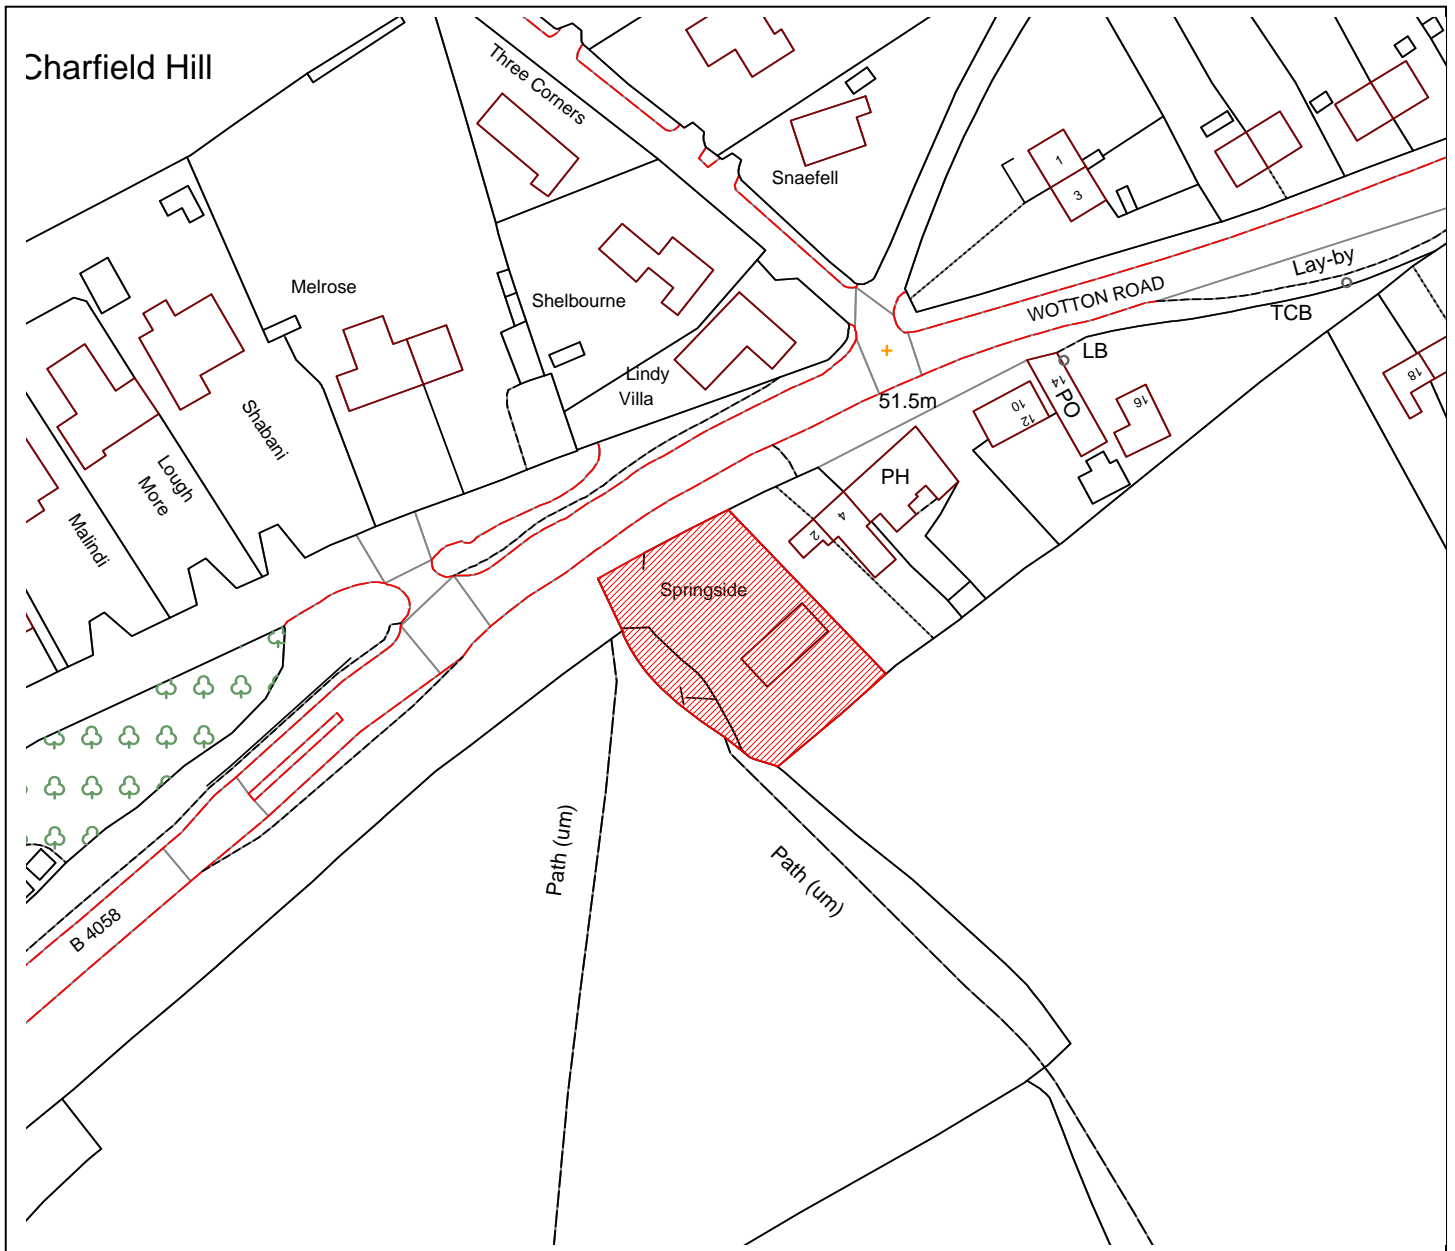 Charfield Hill
Three Corners
Snaefell
1
3
Melrose
Shelbourne
WOTTON ROAD
Lay-by
TCB
LB
Lindy
Villa
51.5m
14
PO
10
12
16
18
Shabani
Lough
More
Malindi
PH
4
2
Springside
Path (um)
Path (um)
B 4058